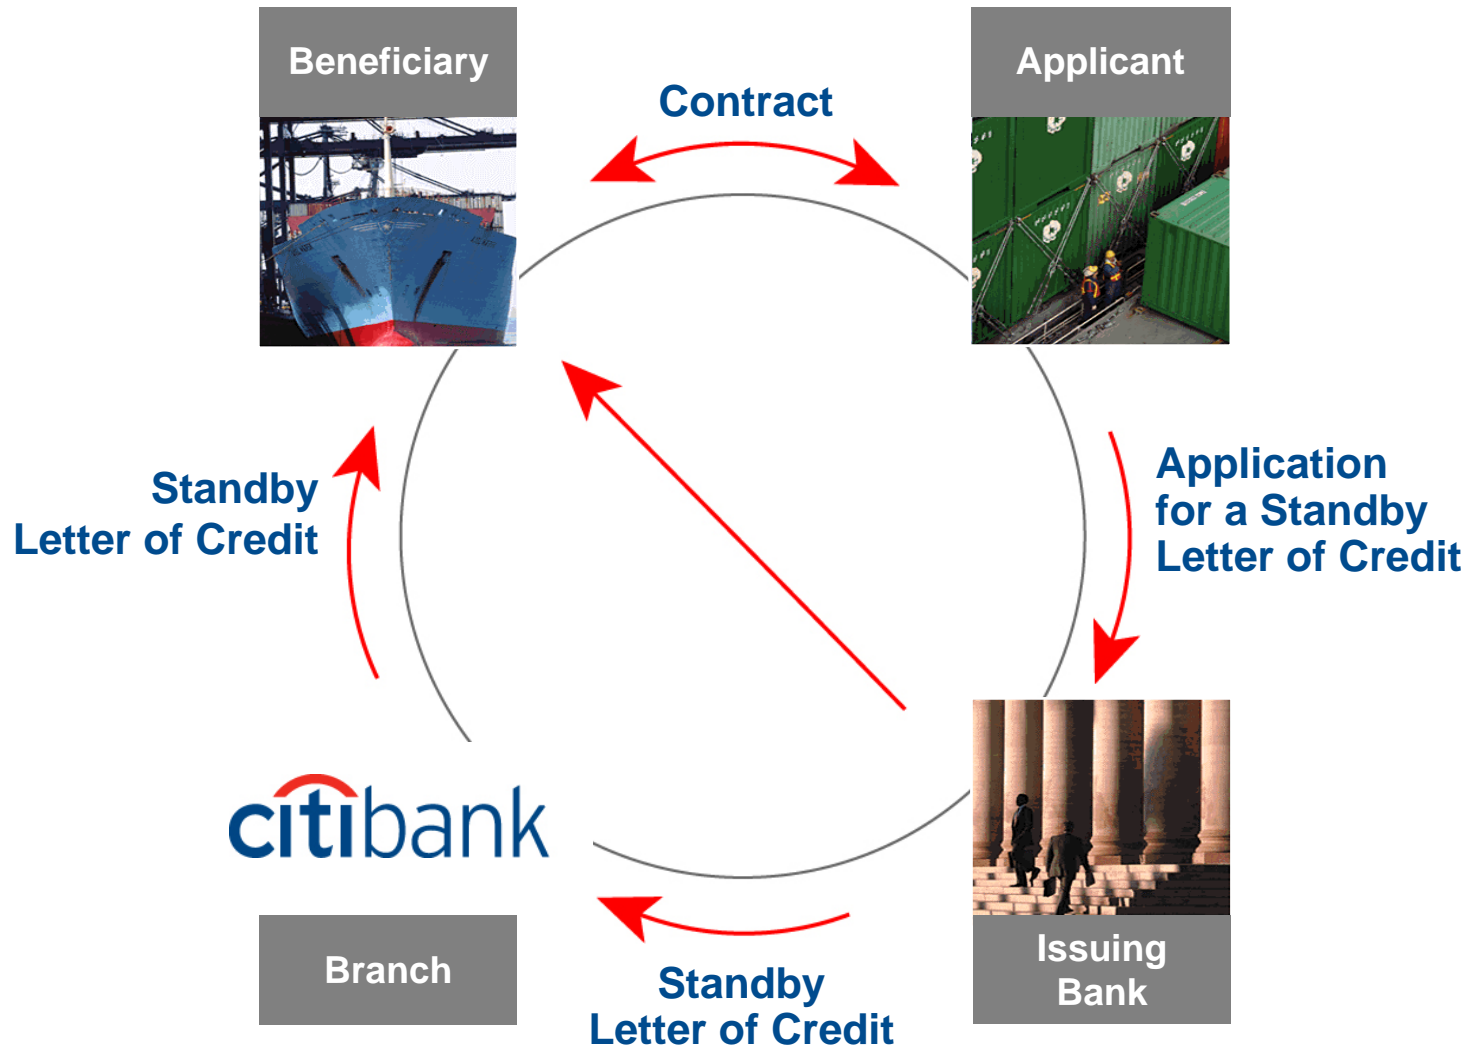 Beneficiary
Applicant
Contract
Standby
Letter of Credit
Application
for a Standby
Letter of Credit
citibank
Branch
Issuing
Bank
Standby
Letter of Credit